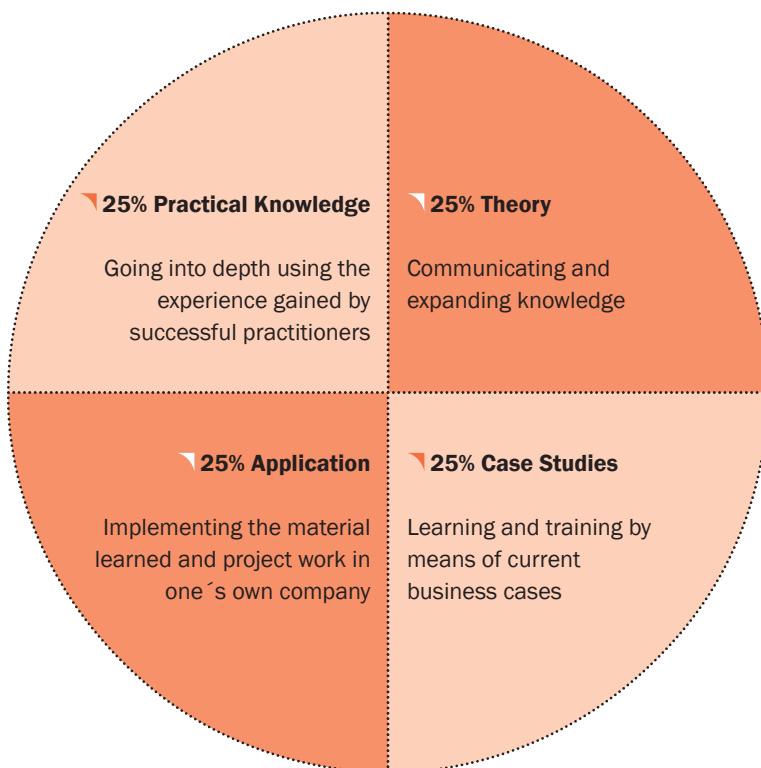 25% Practical Knowledge
Going into depth using the
experience gained by
successful practitioners
25% Theory
Communicating and
expanding knowledge
25% Application
Implementing the material
learned and project work in
one´s own company
25% Case Studies
Learning and training by
means of current
business cases